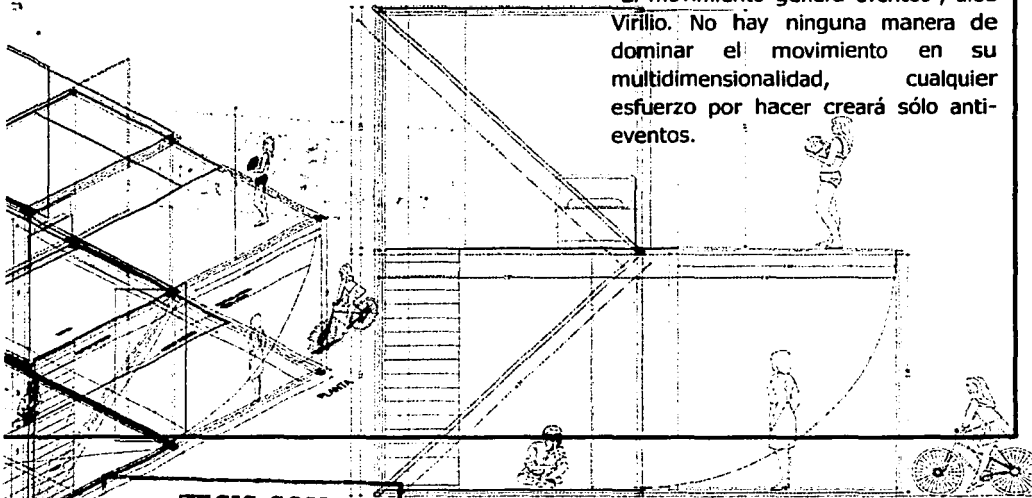 Virilio. No hay ninguna manera de
dominar el movimiento en su
multidimensionalidad, cualquier
esfuerzo por hacer creará sólo anti-
eventos.
PLANTA